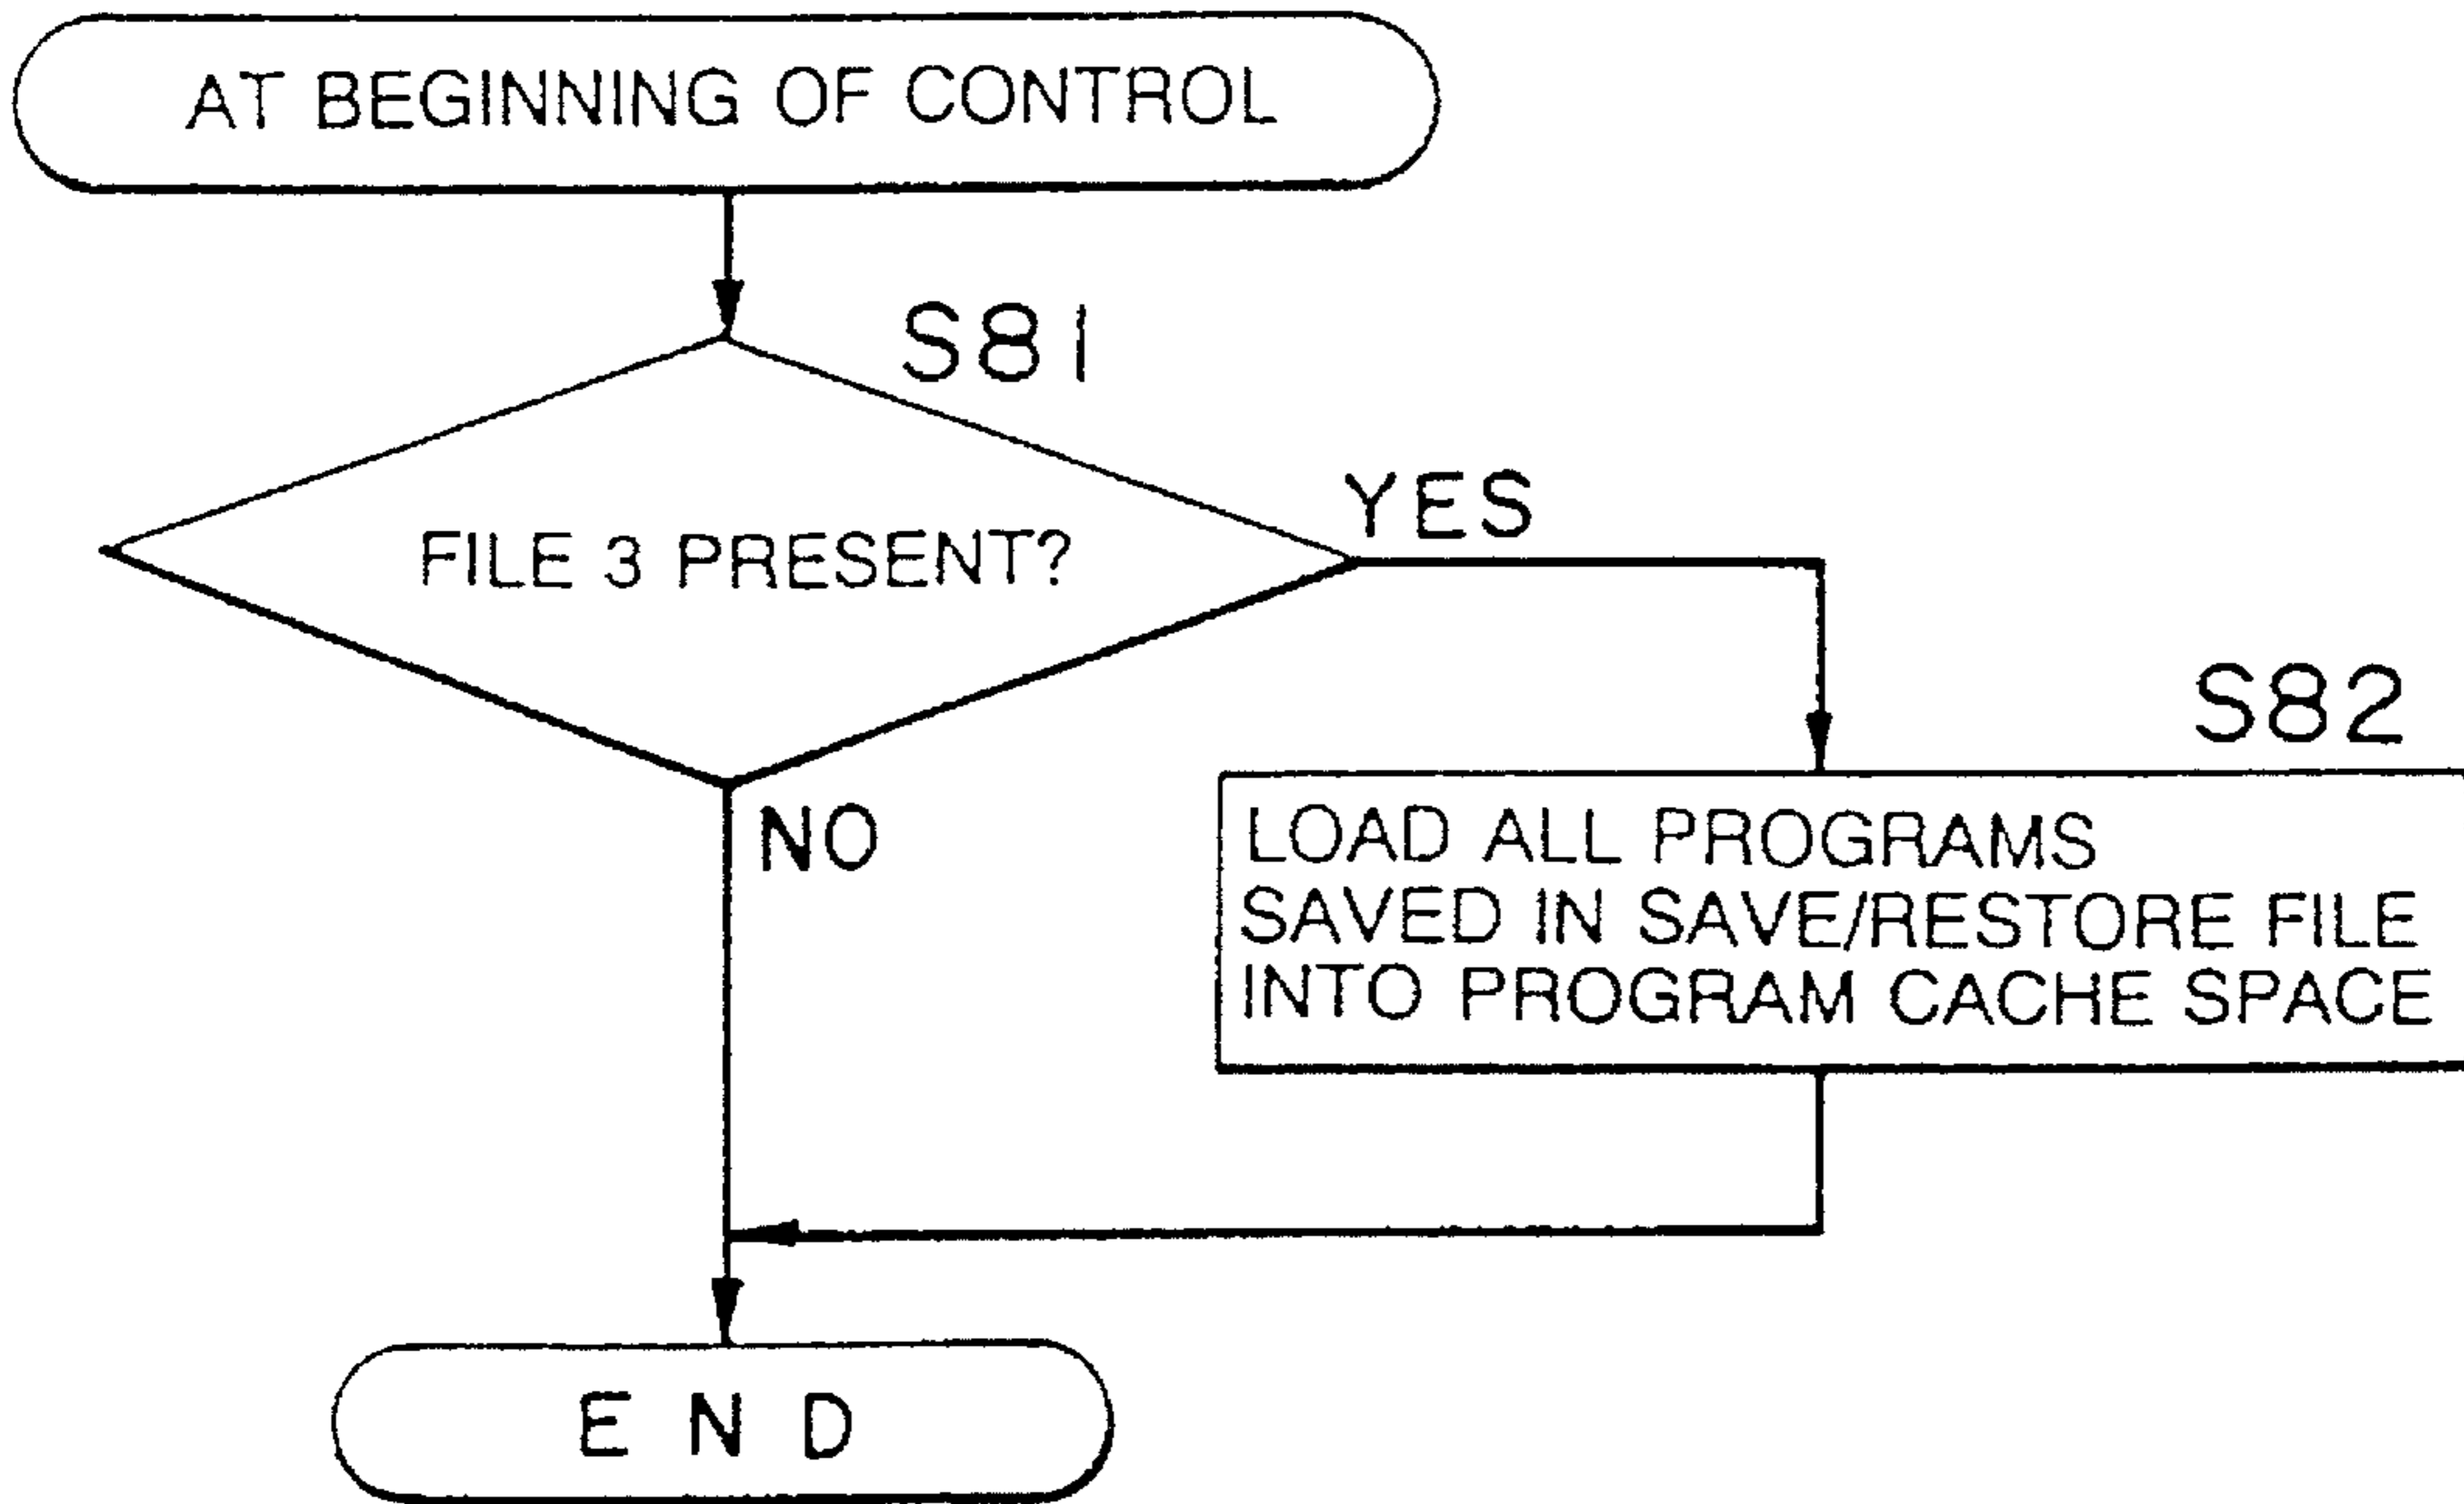 AT BEGINNING OF CONTROL
S81
FILE 3 PRESENT?
YES
NO
S82
LOAD ALL PROGRAMS
SAVED IN SAVE/RESTORE FILE
INTO PROGRAM CACHE SPACE
END